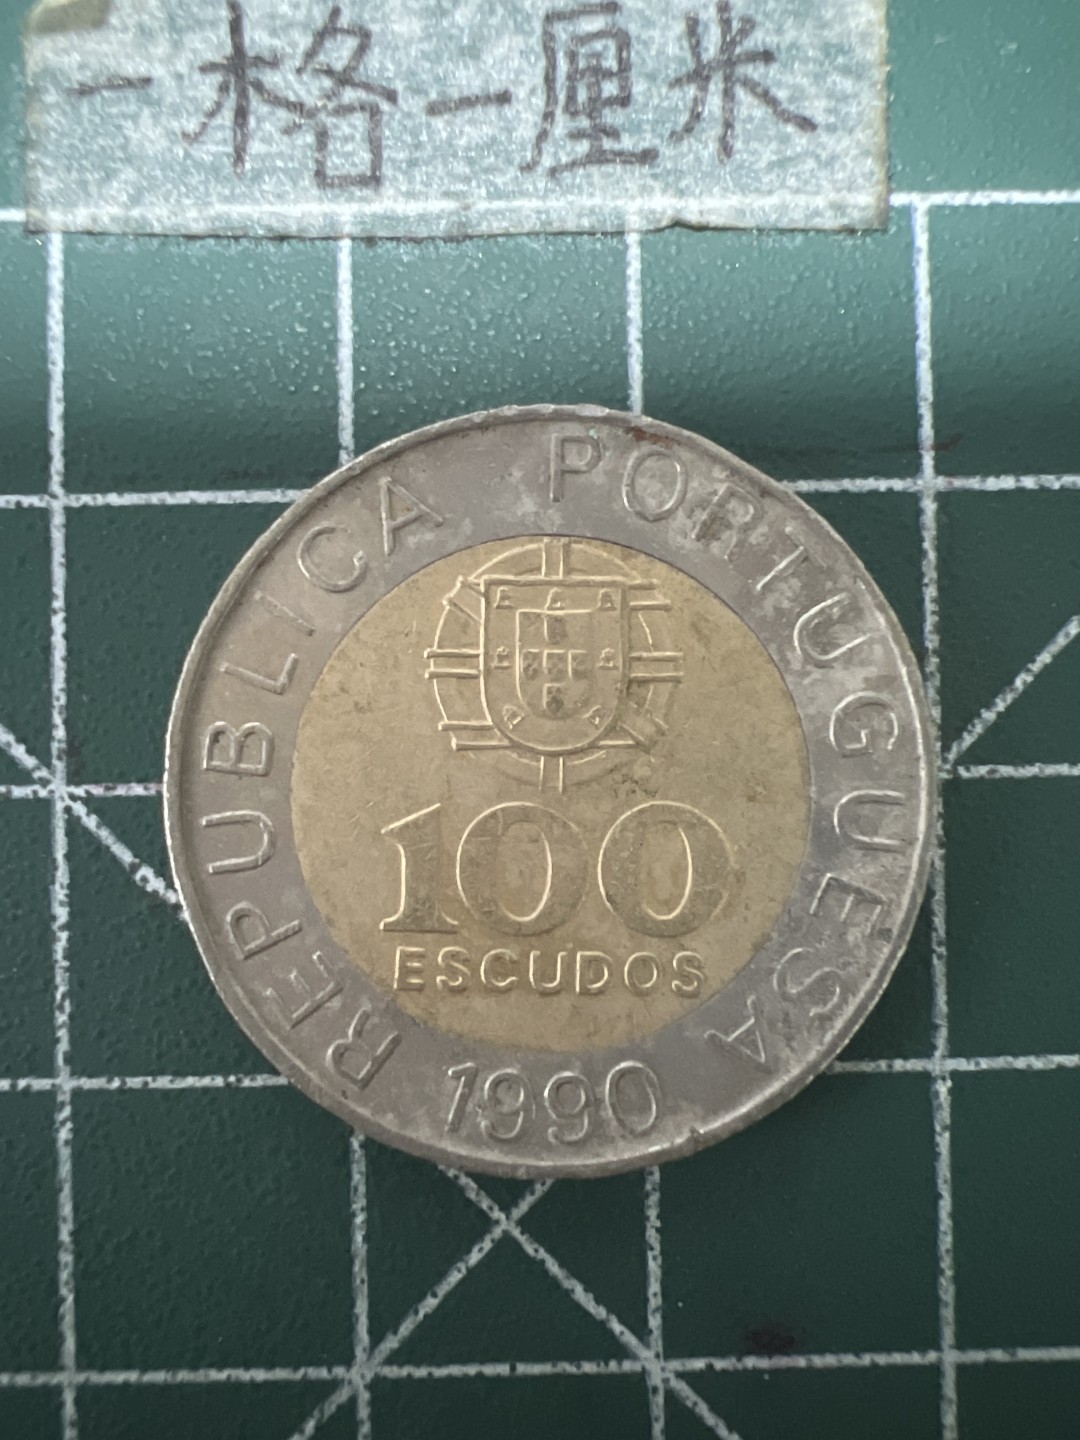 一格一厘米
REPUBLICA PORTUGUESA
100
ESCUDOS
1990